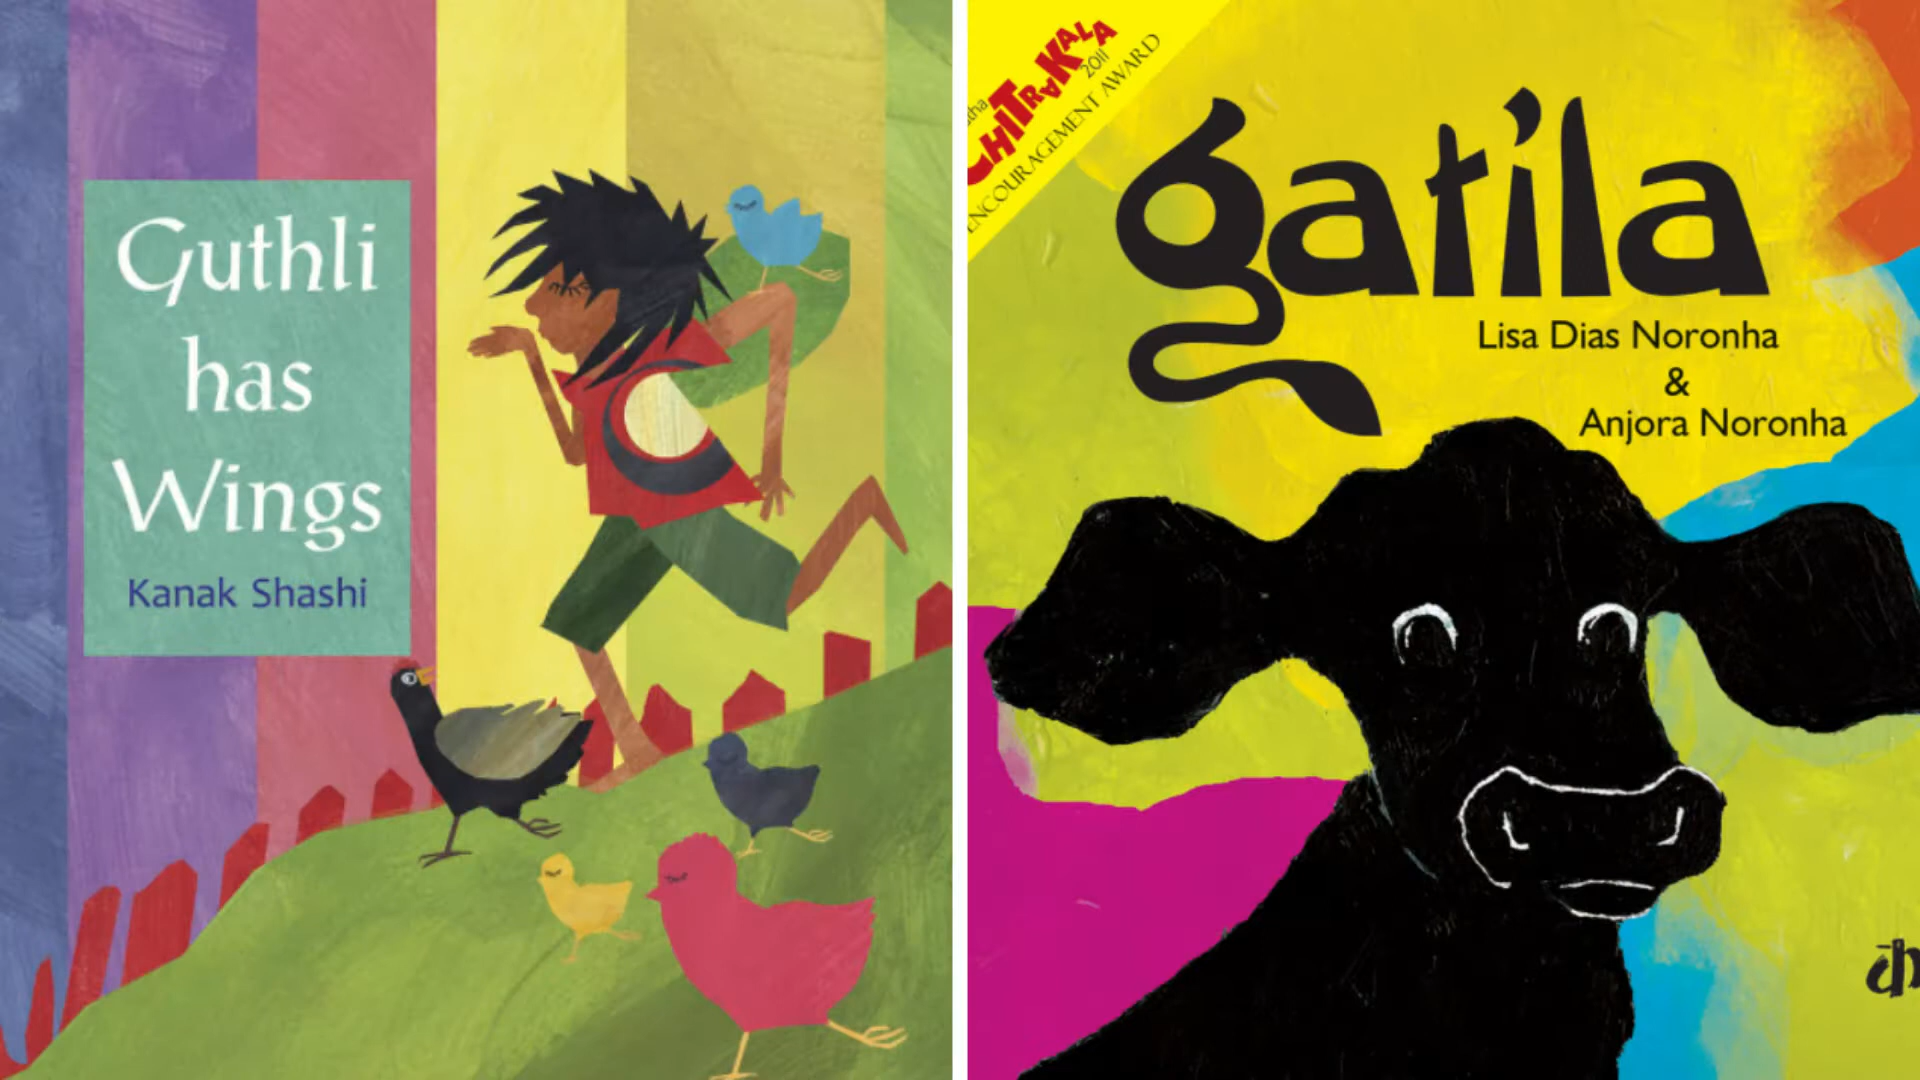 Guthli
has
Wings
Kanak Shashi
CHITRAKALA
2011
ENCOURAGEMENT AWARD
gatila
Lisa Dias Noronha
&
Anjora Noronha